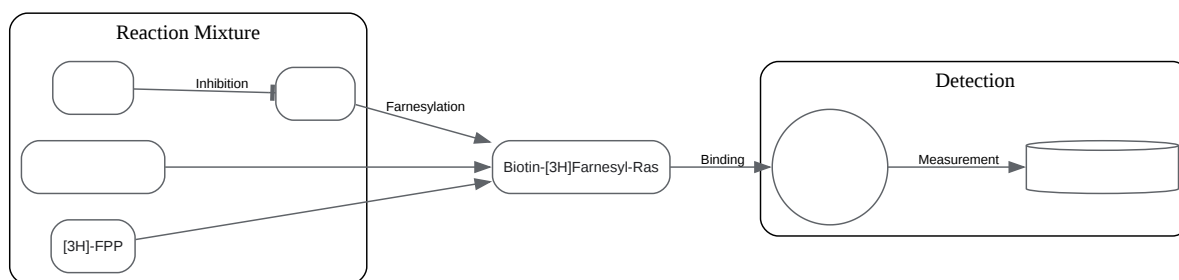 Reaction Mixture
Inhibition
Farnesylation
[3H]-FPP
Biotin-[3H]Farnesyl-Ras
Binding
Detection
Measurement